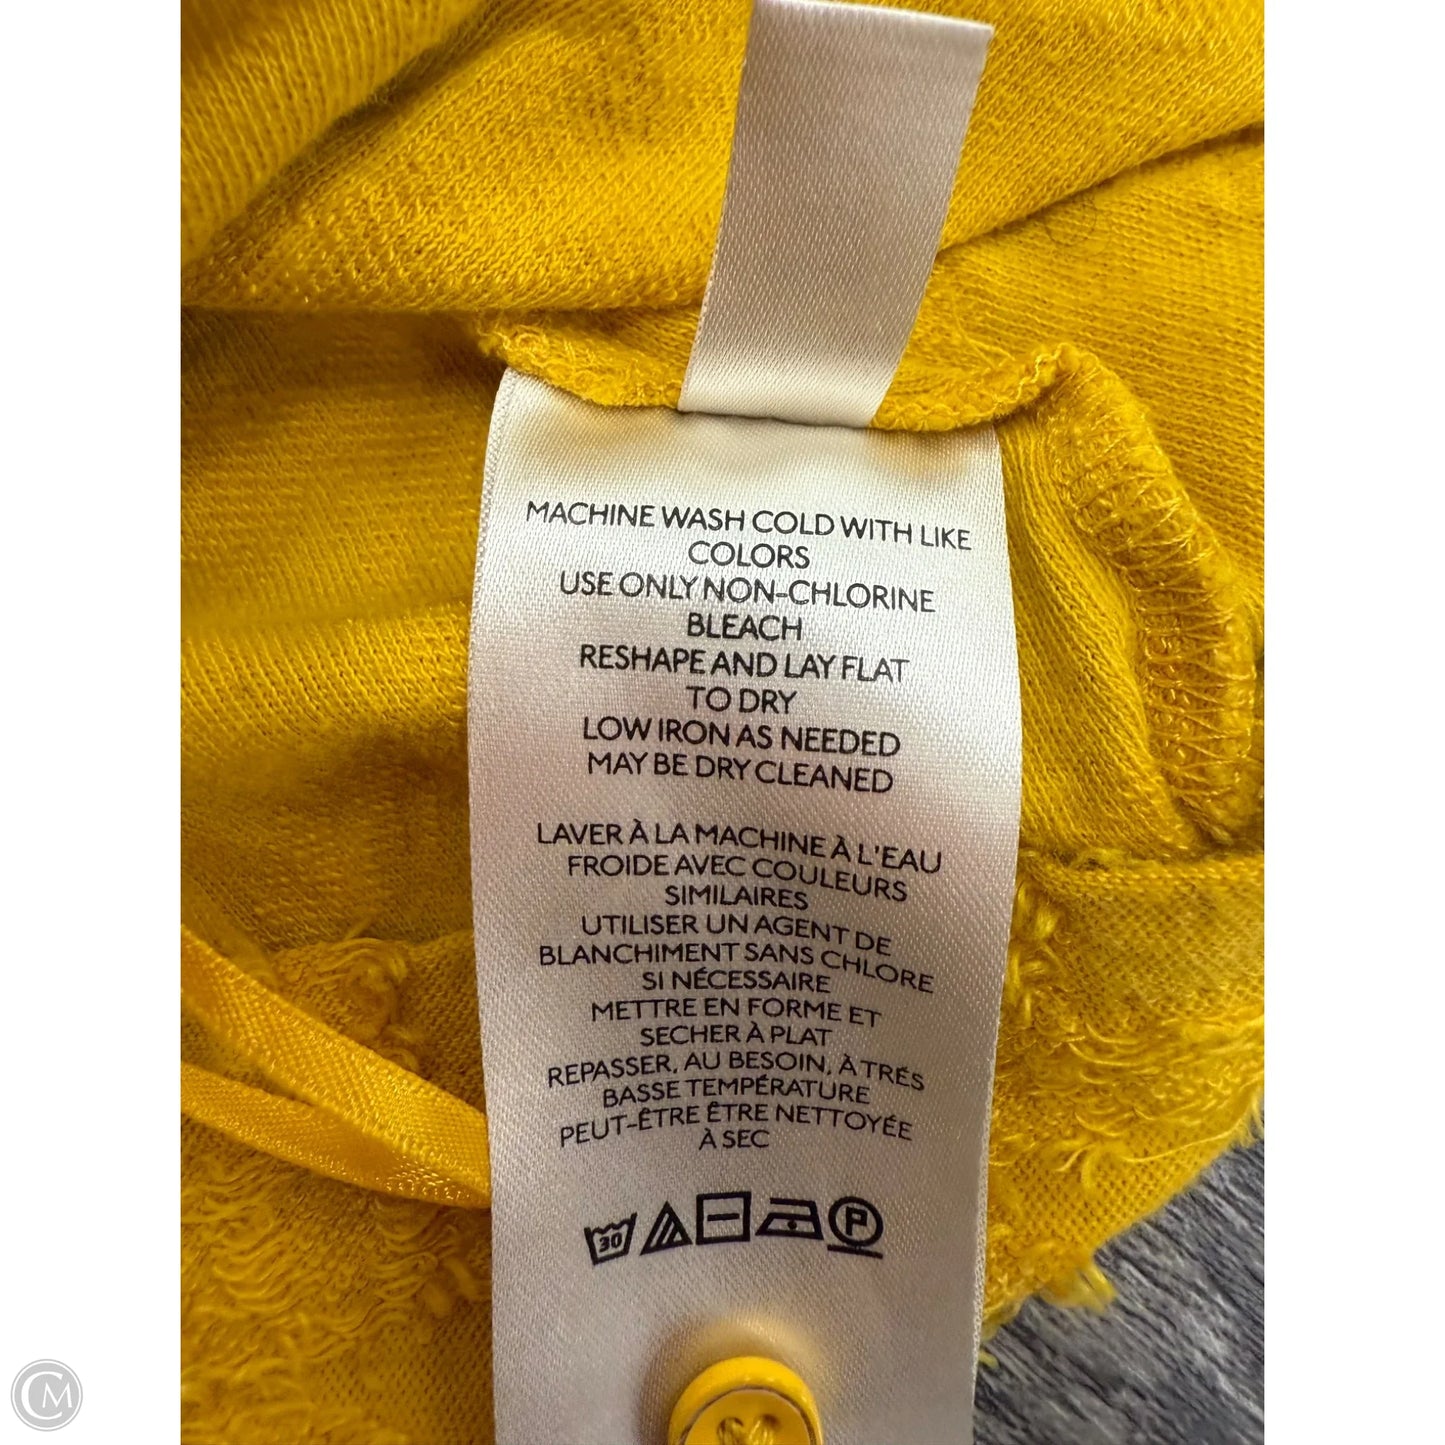 MACHINE WASH COLD WITH LIKE
COLORS
USE ONLY NON-CHLORINE
BLEACH
RESHAPE AND LAY FLAT
TO DRY
LOW IRON AS NEEDED
MAY BE DRY CLEANED
LAVER À LA MACHINE À L'EAU
FROIDE AVEC COULEURS
SIMILAIRES
UTILISER UN AGENT DE
BLANCHIMENT SANS CHLORE
SI NÉCESSAIRE
METTRE EN FORME ET
SECHER À PLAT
REPASSER, AU BESOIN, À TRÉS
BASSE TEMPÉRATURE
PEUT-ÊTRE ÊTRE NETTOYÉE
À SEC
30 P
CM